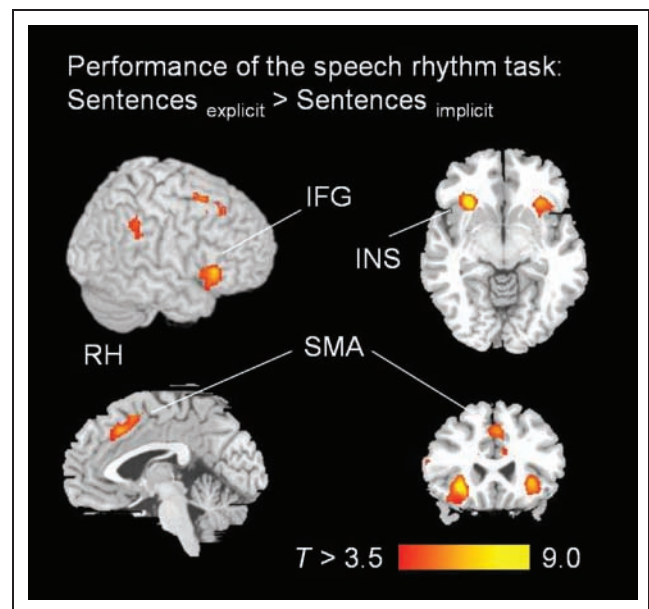 Performance of the speech rhythm task:
Sentences explicit > Sentences implicit
IFG
INS
RH
SMA
T > 3.5
9.0